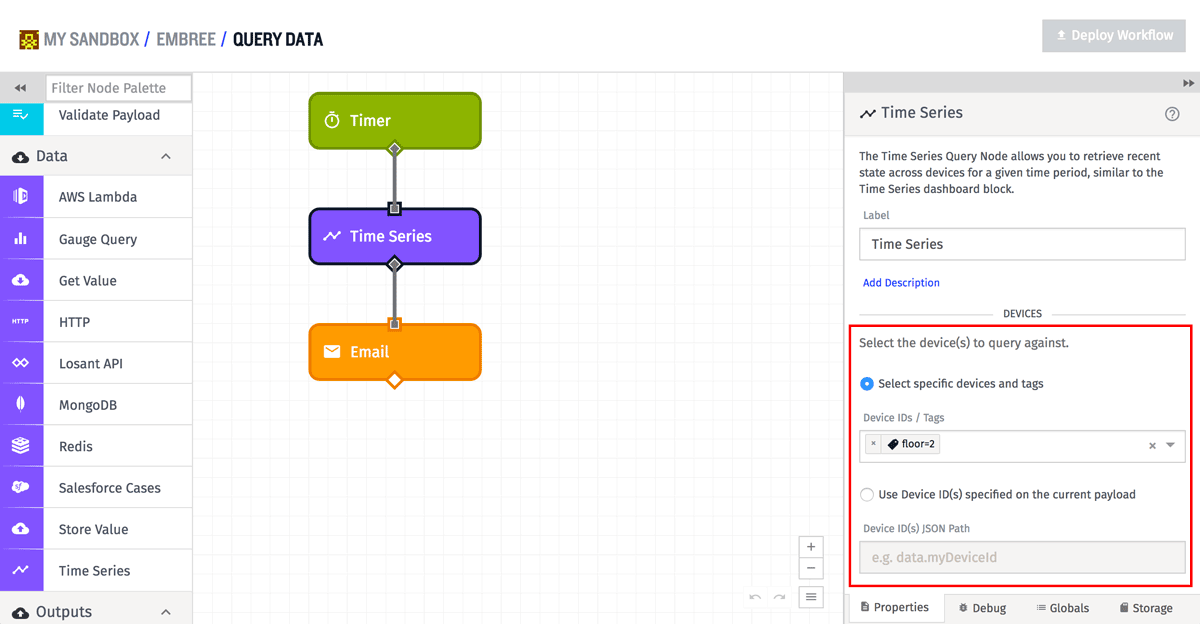 MY SANDBOX / EMBREE / QUERY DATA
Deploy Workflow
Filter Node Palette
Validate Payload
Data
AWS Lambda
Gauge Query
Get Value
HTTP HTTP
Losant API
MongoDB
Redis
Salesforce Cases
Store Value
Time Series
Outputs
Timer
Time Series
Email
Time Series
The Time Series Query Node allows you to retrieve recent
state across devices for a given time period, similar to the
Time Series dashboard block.
Label
Time Series
Add Description
DEVICES
Select the device(s) to query against.
Select specific devices and tags
Device IDs / Tags
× floor=2 ×
Use Device ID(s) specified on the current payload
Device ID(s) JSON Path
e.g. data.myDeviceId
Properties Debug Globals Storage